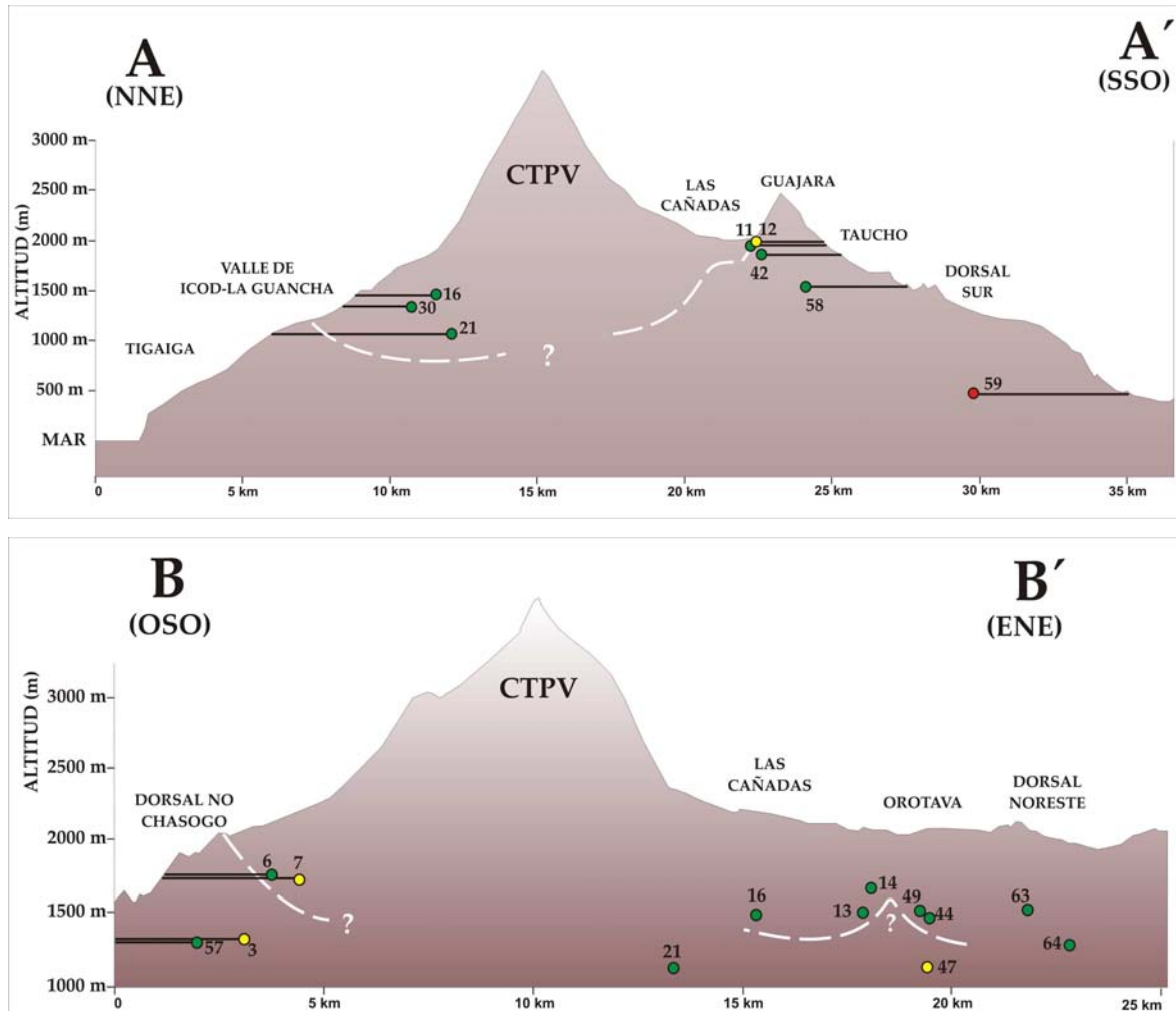 A
(NNE)
A´
(SSO)
3000 m
2500 m
2000 m
1500 m
1000 m
500 m
MAR
ALTITUD (m)
CTPV
LAS
CAÑADAS
GUAJARA
11
12
TAUCHO
42
VALLE DE
ICOD-LA GUANCHA
16
30
58
DORSAL
SUR
21
TIGAIGA
?
59
0
5 km
10 km
15 km
20 km
25 km
30 km
35 km
B
(OSO)
B´
(ENE)
ALTITUD (m)
3000 m
2500 m
2000 m
1500 m
1000 m
CTPV
DORSAL NO
CHASOGO
LAS
CAÑADAS
OROTAVA
DORSAL
NORESTE
6
7
?
57
3
16
21
14
13
49
44
?
47
63
64
0
5 km
10 km
15 km
20 km
25 km